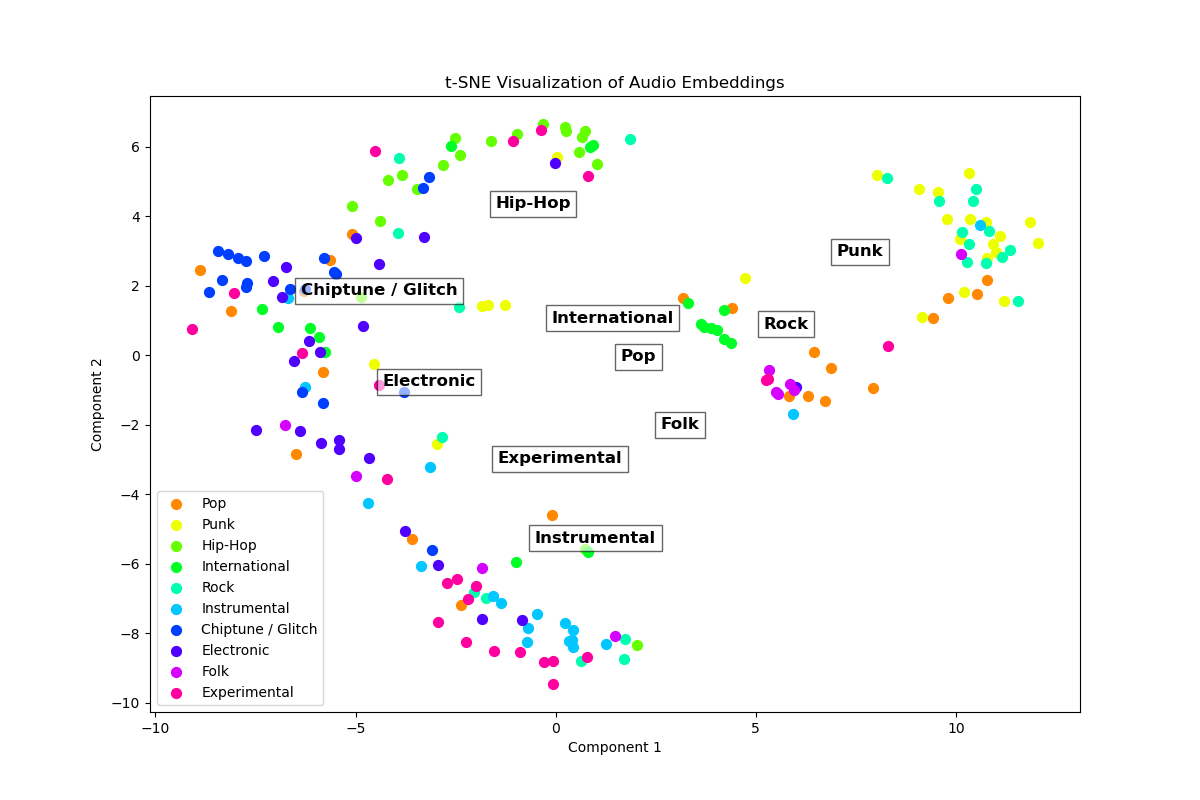 t-SNE Visualization of Audio Embeddings
6
4
2
0
−2
−4
−6
−8
−10
Component 2
Hip-Hop
Punk
Chiptune / Glitch
International
Rock
Pop
Electronic
Folk
Experimental
Instrumental
Pop
Punk
Hip-Hop
International
Rock
Instrumental
Chiptune / Glitch
Electronic
Folk
Experimental
−10 −5 0 5 10
Component 1